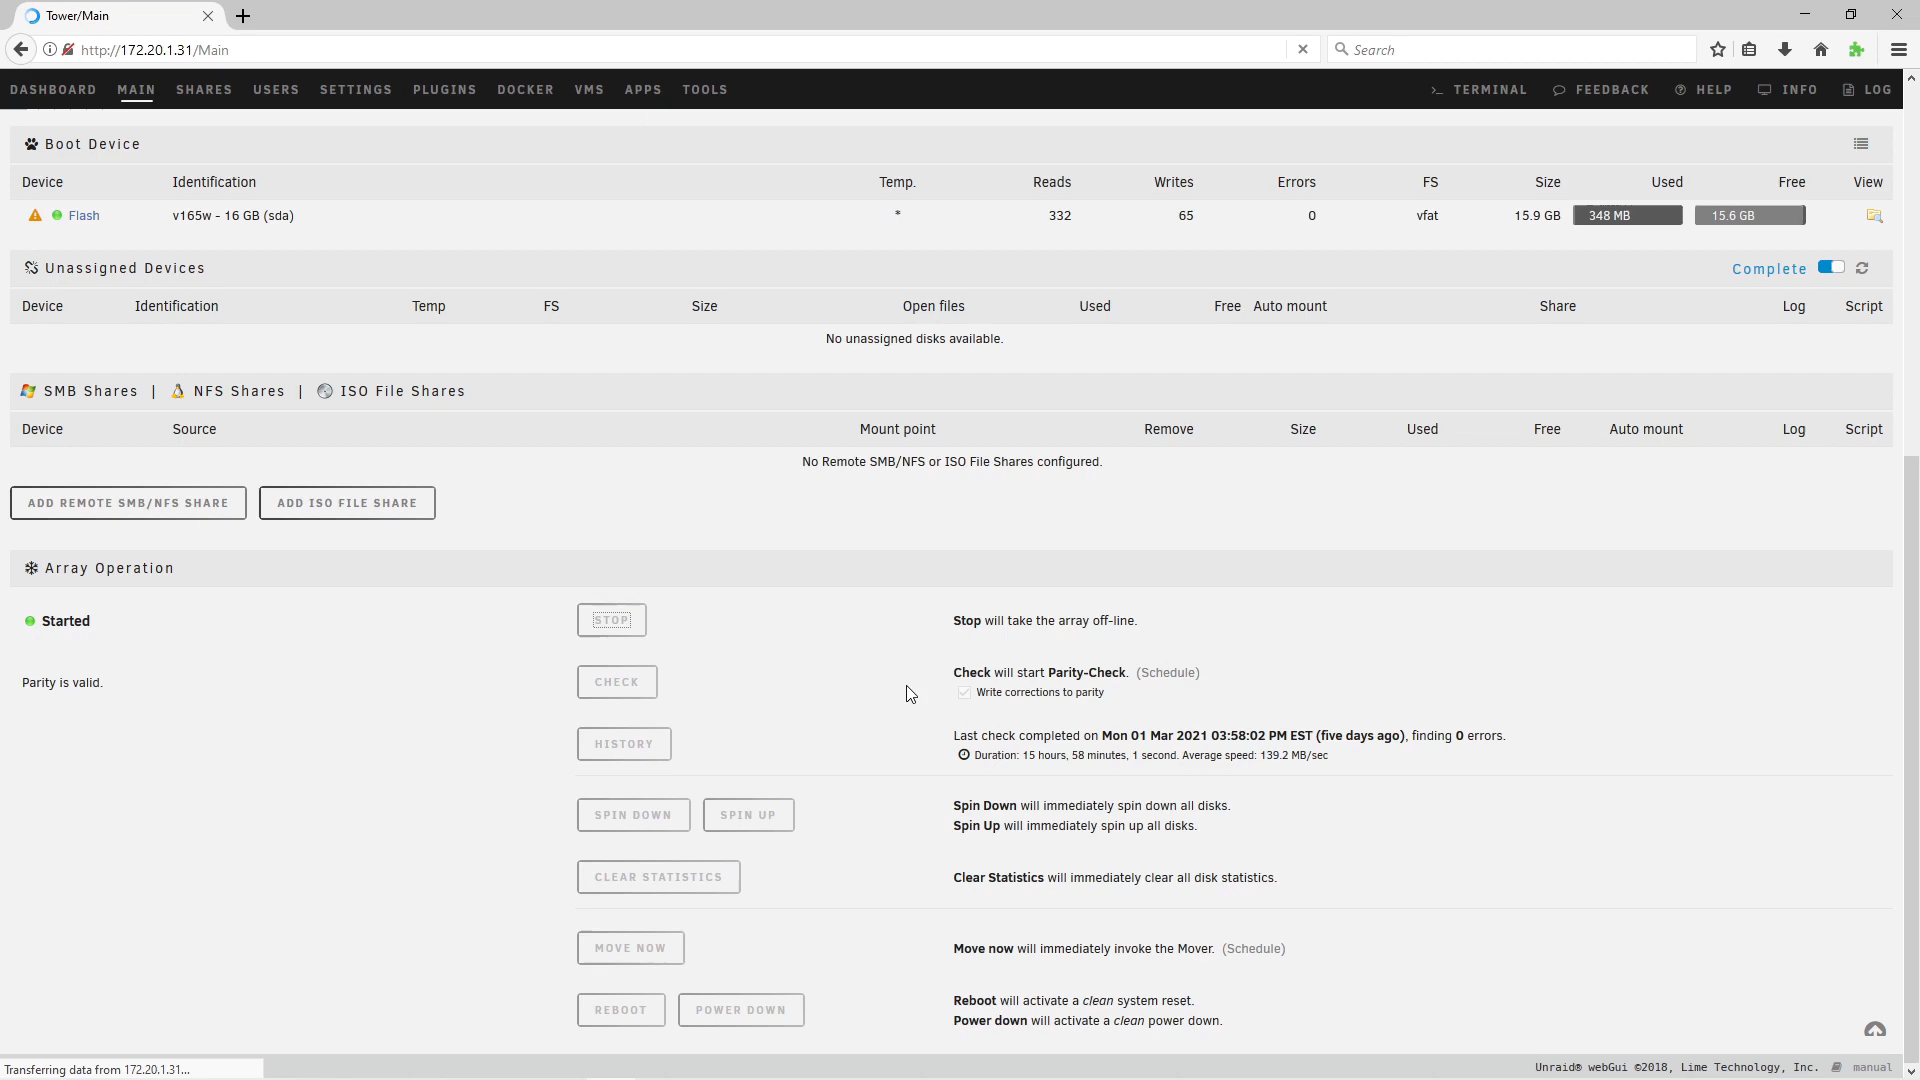 Tower/Main
http://172.20.1.31/Main
Search
DASHBOARD MAIN SHARES USERS SETTINGS PLUGINS DOCKER VMS APPS TOOLS TERMINAL FEEDBACK HELP INFO LOG
Boot Device
Device Identification Temp. Reads Writes Errors FS Size Used Free View
Flash v165w - 16 GB (sda) * 332 65 0 vfat 15.9 GB 348 MB 15.6 GB
Unassigned Devices Complete
Device Identification Temp FS Size Open files Used Free Auto mount Share Log Script
No unassigned disks available.
SMB Shares | NFS Shares | ISO File Shares
Device Source Mount point Remove Size Used Free Auto mount Log Script
No Remote SMB/NFS or ISO File Shares configured.
ADD REMOTE SMB/NFS SHARE ADD ISO FILE SHARE
Array Operation
Started STOP Stop will take the array off-line.
Parity is valid. CHECK Check will start Parity-Check. (Schedule)
Write corrections to parity
HISTORY Last check completed on Mon 01 Mar 2021 03:58:02 PM EST (five days ago), finding 0 errors.
Duration: 15 hours, 58 minutes, 1 second. Average speed: 139.2 MB/sec
SPIN DOWN SPIN UP Spin Down will immediately spin down all disks.
Spin Up will immediately spin up all disks.
CLEAR STATISTICS Clear Statistics will immediately clear all disk statistics.
MOVE NOW Move now will immediately invoke the Mover. (Schedule)
REBOOT POWER DOWN Reboot will activate a clean system reset.
Power down will activate a clean power down.
Transferring data from 172.20.1.31...
Unraid® webGui ©2018, Lime Technology, Inc. manual